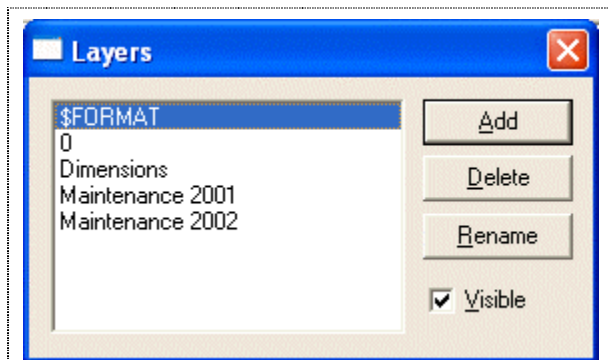 Layers
$FORMAT
0
Dimensions
Maintenance 2001
Maintenance 2002
Add
Delete
Rename
Visible